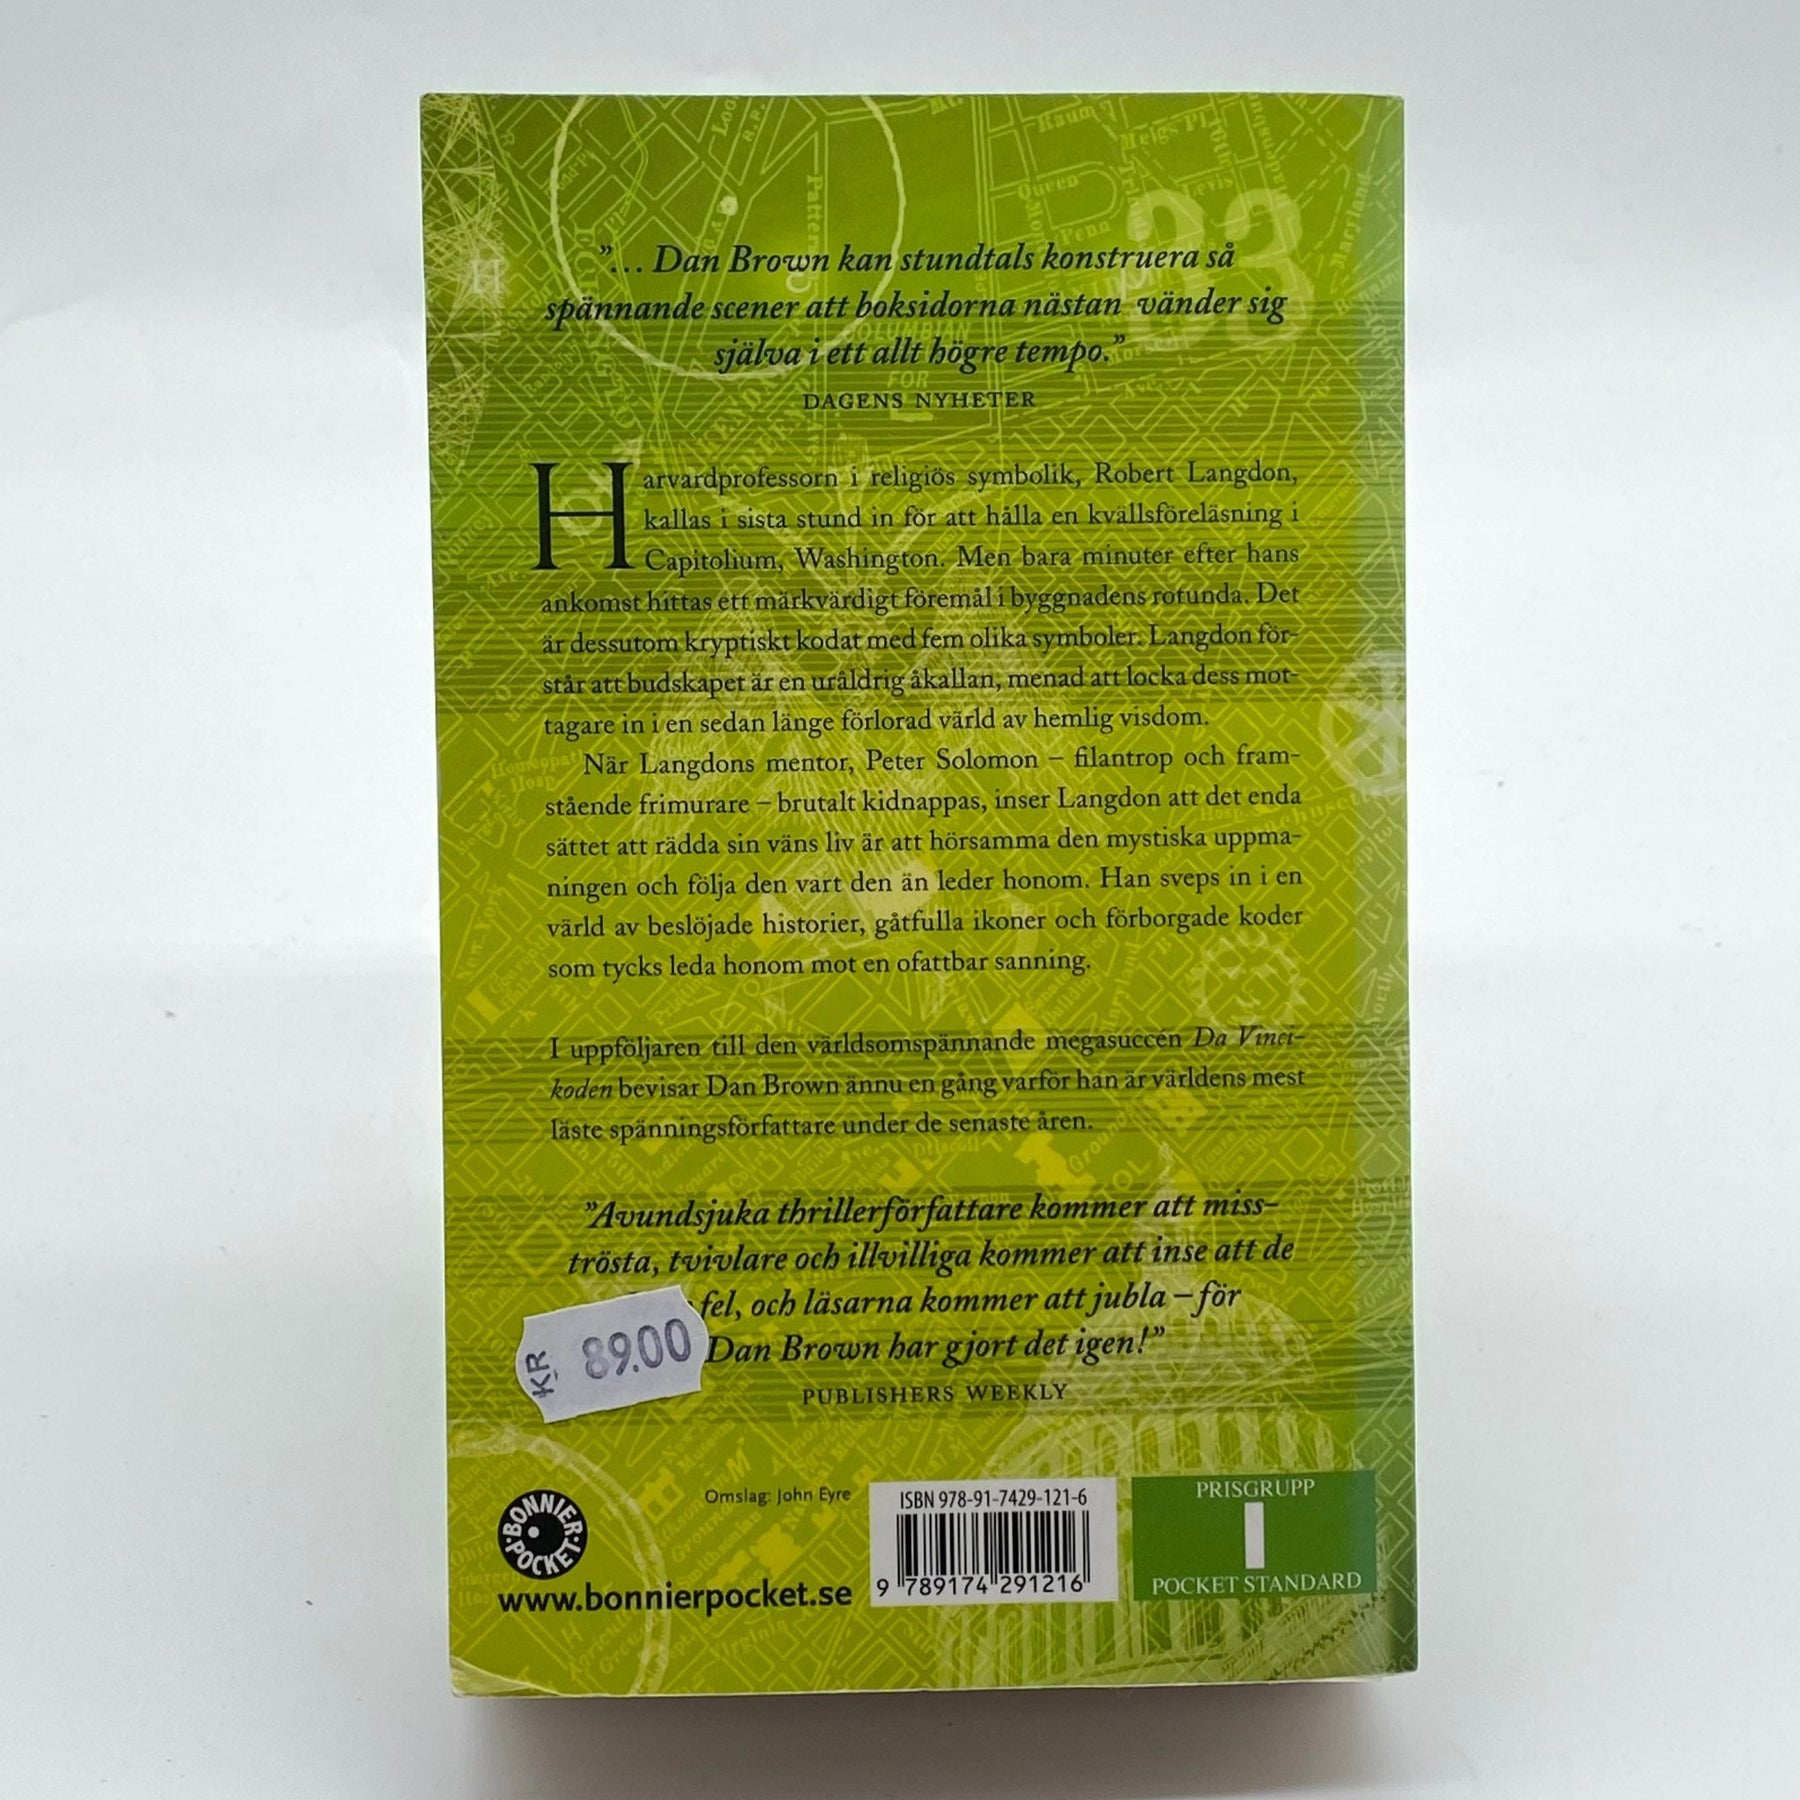 ”… Dan Brown kan stundtals konstruera så
spännande scener att boksidorna nästan vänder sig
själva i ett allt högre tempo.”
DAGENS NYHETER
Harvardprofessorn i religiös symbolik, Robert Langdon,
kallas i sista stund in för att hålla en kvällsföreläsning i
Capitolium, Washington. Men bara minuter efter hans
ankomst hittas ett märkvärdigt föremål i byggnadens rotunda. Det
är dessutom kryptiskt kodat med fem olika symboler. Langdon för-
står att budskapet är en uråldrig åkallan, menad att locka dess mot-
tagare in i en sedan länge förlorad värld av hemlig visdom.
När Langdons mentor, Peter Solomon – filantrop och fram-
stående frimurare – brutalt kidnappas, inser Langdon att det enda
sättet att rädda sin väns liv är att hörsamma den mystiska uppma-
ningen och följa den vart den än leder honom. Han sveps in i en
värld av beslöjade historier, gåtfulla ikoner och förborgade koder
som tycks leda honom mot en ofattbar sanning.
I uppföljaren till den världsomspännande megasuccén Da Vinci-
koden bevisar Dan Brown ännu en gång varför han är världens mest
läste spänningsförfattare under de senaste åren.
”Avundsjuka thrillerförfattare kommer att miss-
trösta, tvivlare och illvilliga kommer att inse att de
fel, och läsarna kommer att jubla – för
Dan Brown har gjort det igen!”
PUBLISHERS WEEKLY
KR 89.00
33
Omslag: John Eyre
BONNIER POCKET
www.bonnierpocket.se
ISBN 978-91-7429-121-6
9 789174 291216
PRISGRUPP
1
POCKET STANDARD